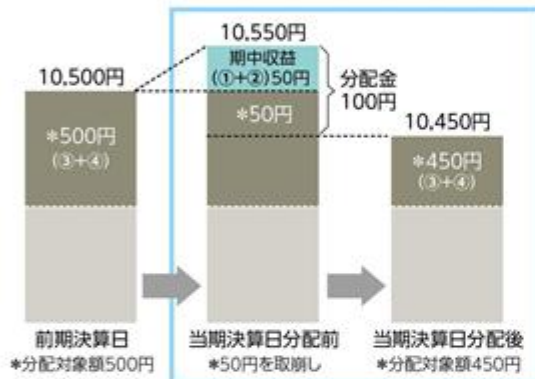 10,550円
期中収益
(①+②)50円
分配金
100円
10,500円
*50円
10,450円
*500円
(③+④)
*450円
(③+④)
前期決算日
当期決算日分配前
当期決算日分配後
*分配対象額500円
*50円を取崩し
*分配対象額450円